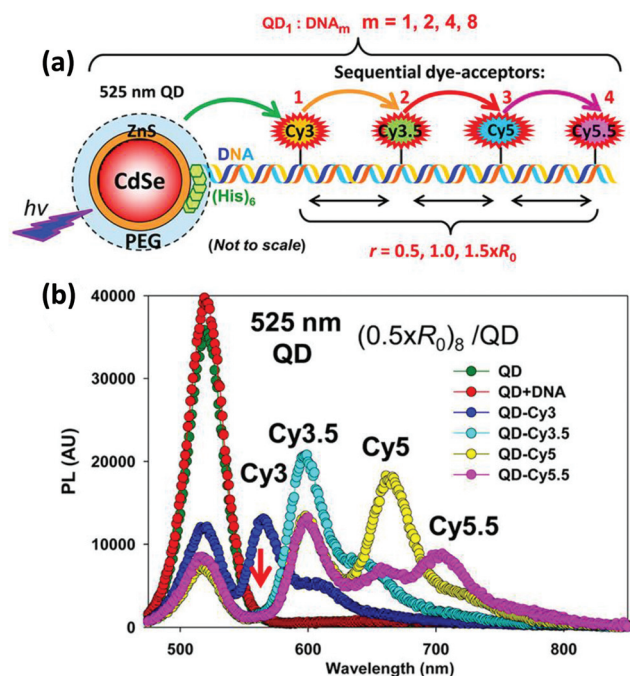 QD₁ : DNAₘ m = 1, 2, 4, 8
(a)
Sequential dye-acceptors:
525 nm QD
1 2 3 4
ZnS
Cy3 Cy3.5 Cy5 Cy5.5
DNA
CdSe
(His)₆
hv
PEG
(Not to scale)
r = 0.5, 1.0, 1.5xR₀
(b)
40000
525 nm
QD
(0.5xR₀)₈ /QD
QD
QD+DNA
QD-Cy3
QD-Cy3.5
QD-Cy5
QD-Cy5.5
30000
Cy3.5
Cy5
Cy3
Cy5.5
20000
10000
0
PL (AU)
500 600 700 800
Wavelength (nm)